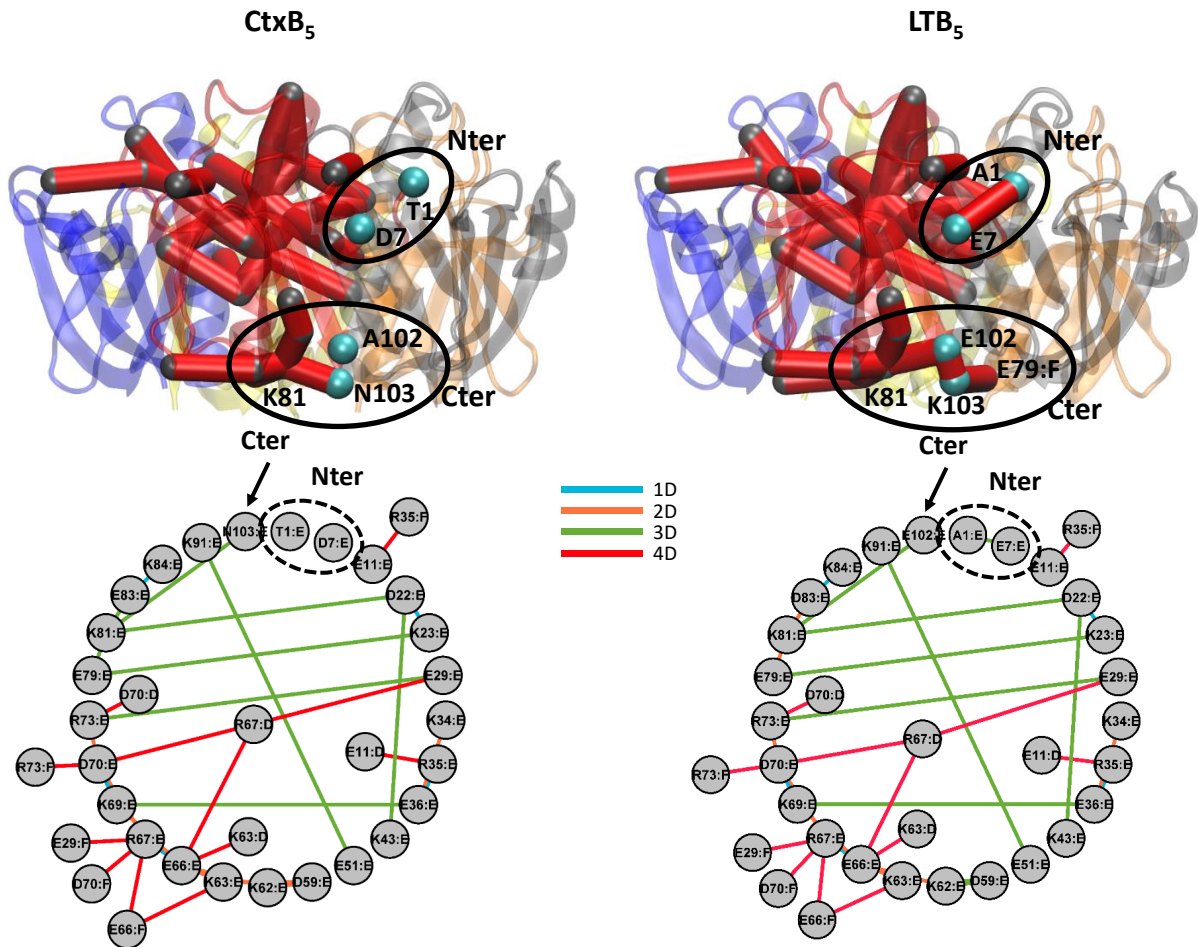 CtxB5
LTB5
Nter
T1
D7
A102
N103
K81
Cter
Nter
A1
E7
E102
E79:F
K81
K103
Cter
Cter
Nter
1D
2D
3D
4D
N103:E
T1:E
D7:E
E11:E
R35:F
K91:E
K84:E
E83:E
K81:E
E79:E
D22:E
K23:E
E29:E
R73:E
D70:D
R67:D
K34:E
E11:D
R35:E
R73:F
D70:E
K69:E
E36:E
K43:E
E29:F
R67:E
K63:D
E66:E
E51:E
D70:F
K63:E
K62:E
D59:E
E66:F
Cter
Nter
E102:E
A1:E
E7:E
E11:E
R35:F
K91:E
K84:E
D83:E
K81:E
E79:E
D22:E
K23:E
E29:E
R73:E
D70:D
R67:D
K34:E
E11:D
R35:E
R73:F
D70:E
K69:E
E36:E
K43:E
E29:F
R67:E
K63:D
E66:E
E51:E
D70:F
K63:E
K62:E
D59:E
E66:F